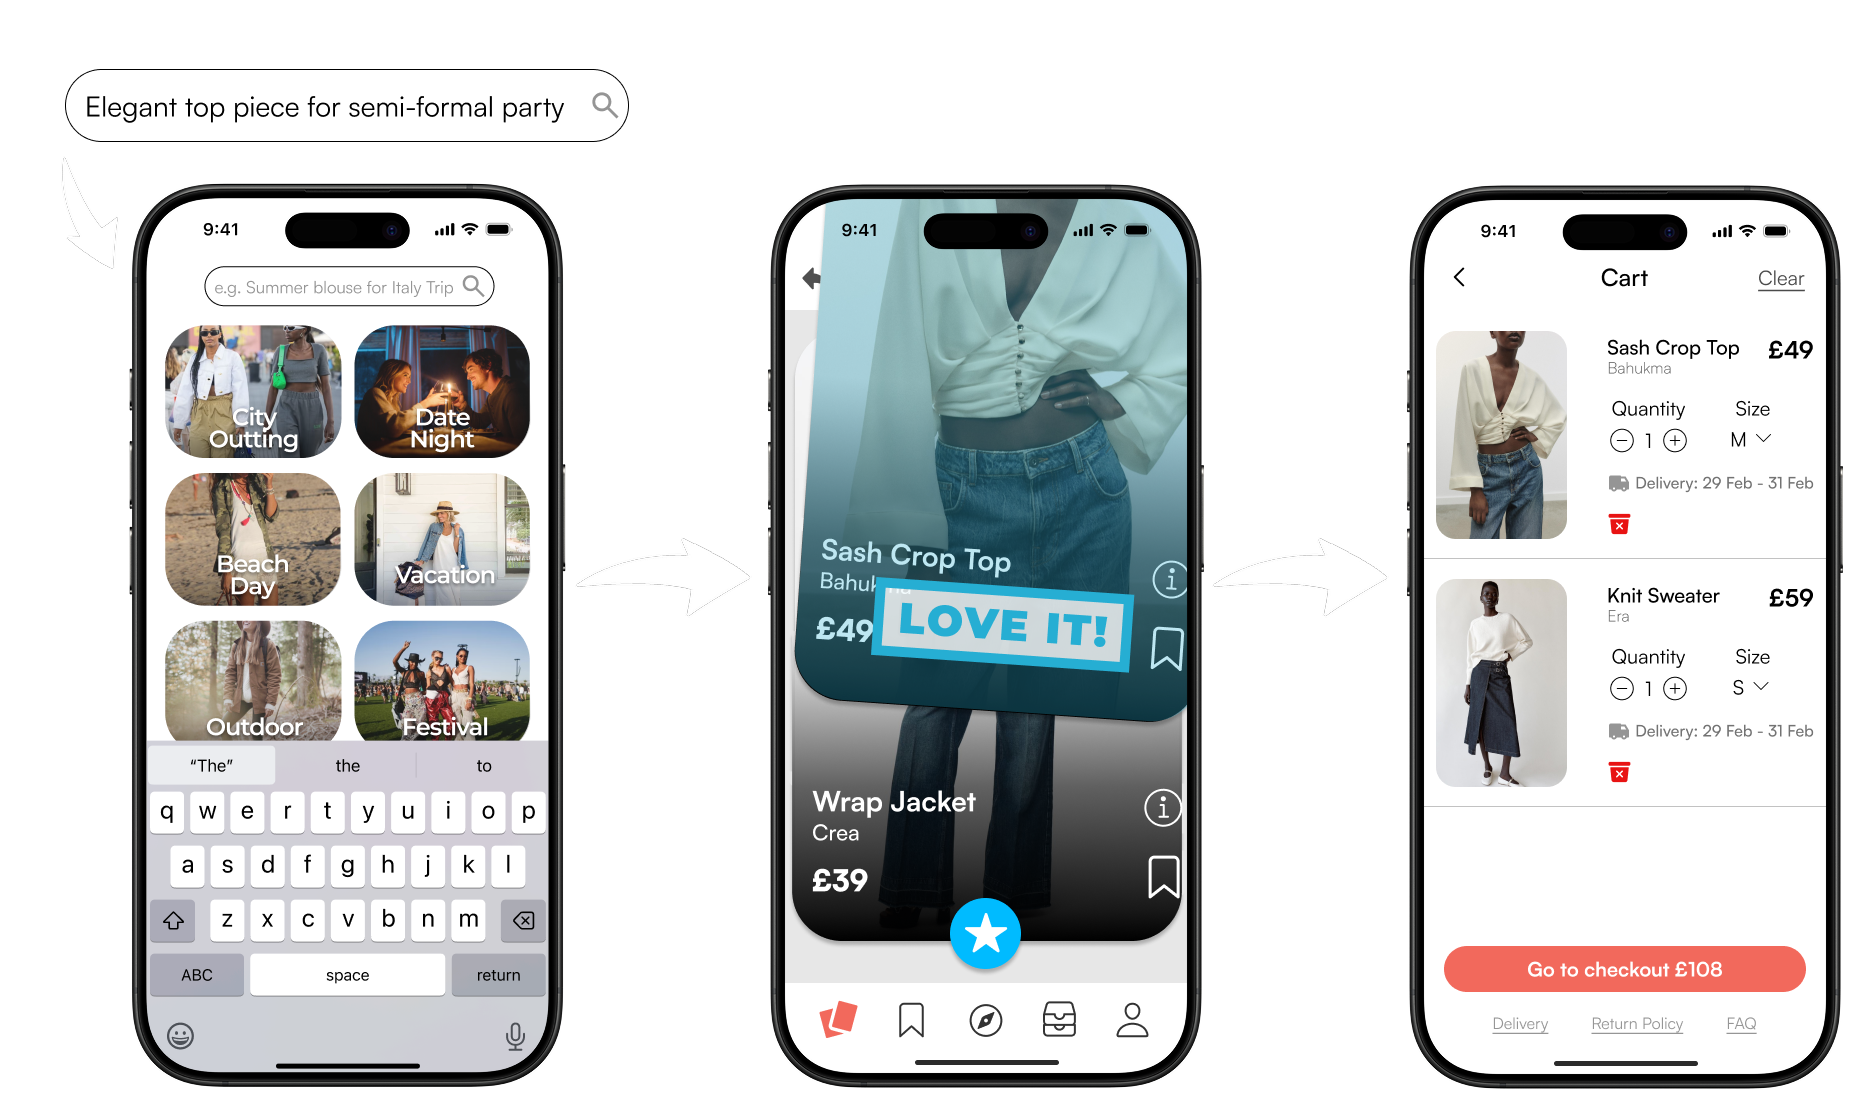 Elegant top piece for semi-formal party
9:41
e.g. Summer blouse for Italy Trip
City
Outting
Date
Night
Beach
Day
Vacation
Outdoor
Festival
“The”
the
to
q w e r t y u i o p
a s d f g h j k l
z x c v b n m
ABC
space
return
9:41
Sash Crop Top
Bahukma
£49
LOVE IT!
Wrap Jacket
Crea
£39
9:41
Cart
Clear
Sash Crop Top £49
Bahukma
Quantity Size
1 M
Delivery: 29 Feb - 31 Feb
Knit Sweater £59
Era
Quantity Size
1 S
Delivery: 29 Feb - 31 Feb
Go to checkout £108
Delivery Return Policy FAQ